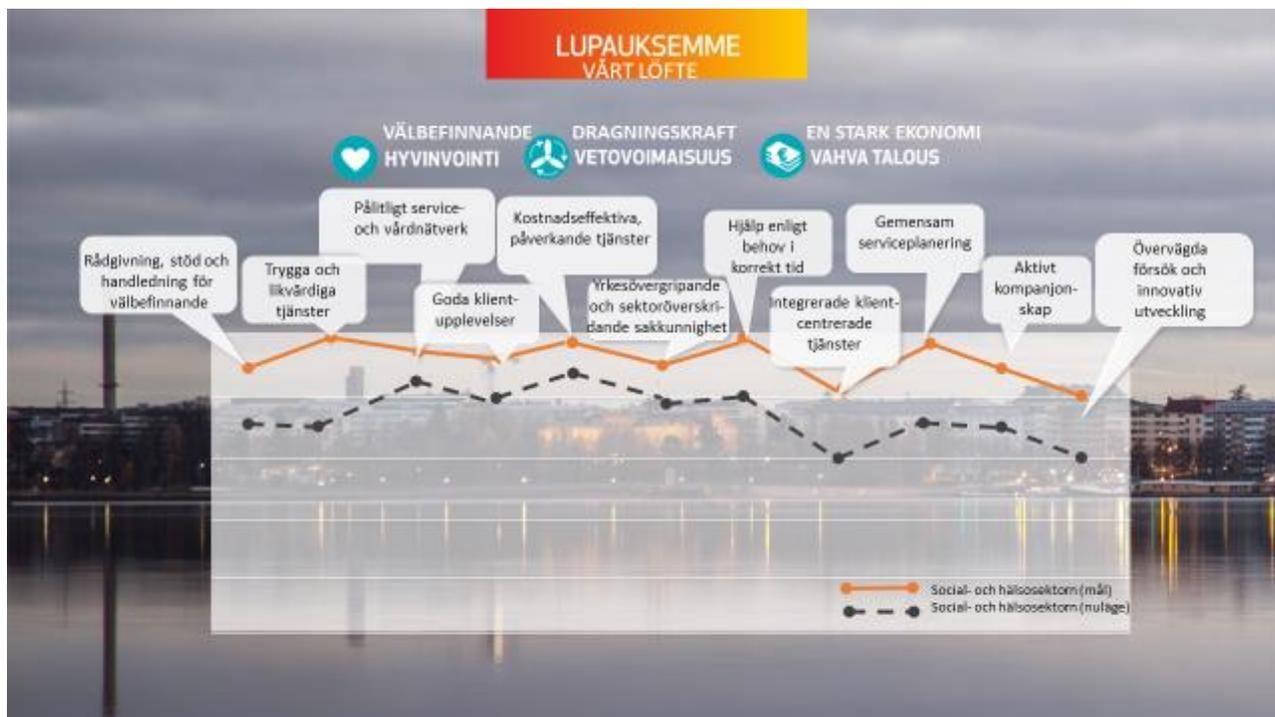 LUPAUKSEMME
VÅRT LÖFTE
VÄLBEFINNANDE
HYVINVOINTI
DRAGNINGSKRAFT
VETOVOIMAISUUS
EN STARK EKONOMI
VAHVA TALOUS
Rådgivning, stöd och
handledning för
välbefinnande
Trygga och
likvärdiga
tjänster
Pålitligt service-
och vårdnätverk
Goda klient-
upplevelser
Kostnadseffektiva,
påverkande tjänster
Yrkesövergripande
och sektoröverskri-
dande sakkunnighet
Hjälp enligt
behov i
korrekt tid
Integrerade klient-
centrerade
tjänster
Gemensam
serviceplanering
Aktivt
kompanjon-
skap
Övervägda
försök och
innovativ
utveckling
Social- och hälsosektorn (mål)
Social- och hälsosektorn (nuläge)